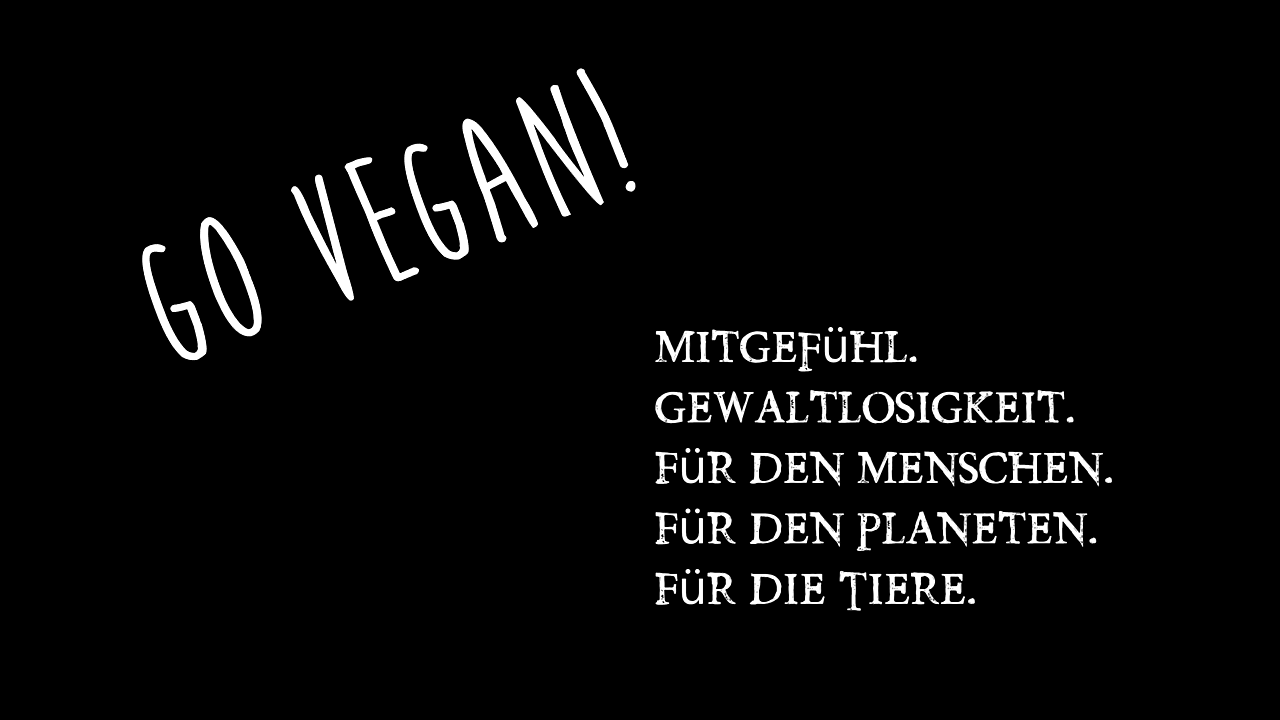 GO VEGAN!
MITGEFÜHL.
GEWALTLOSIGKEIT.
FÜR DEN MENSCHEN.
FÜR DEN PLANETEN.
FÜR DIE TIERE.